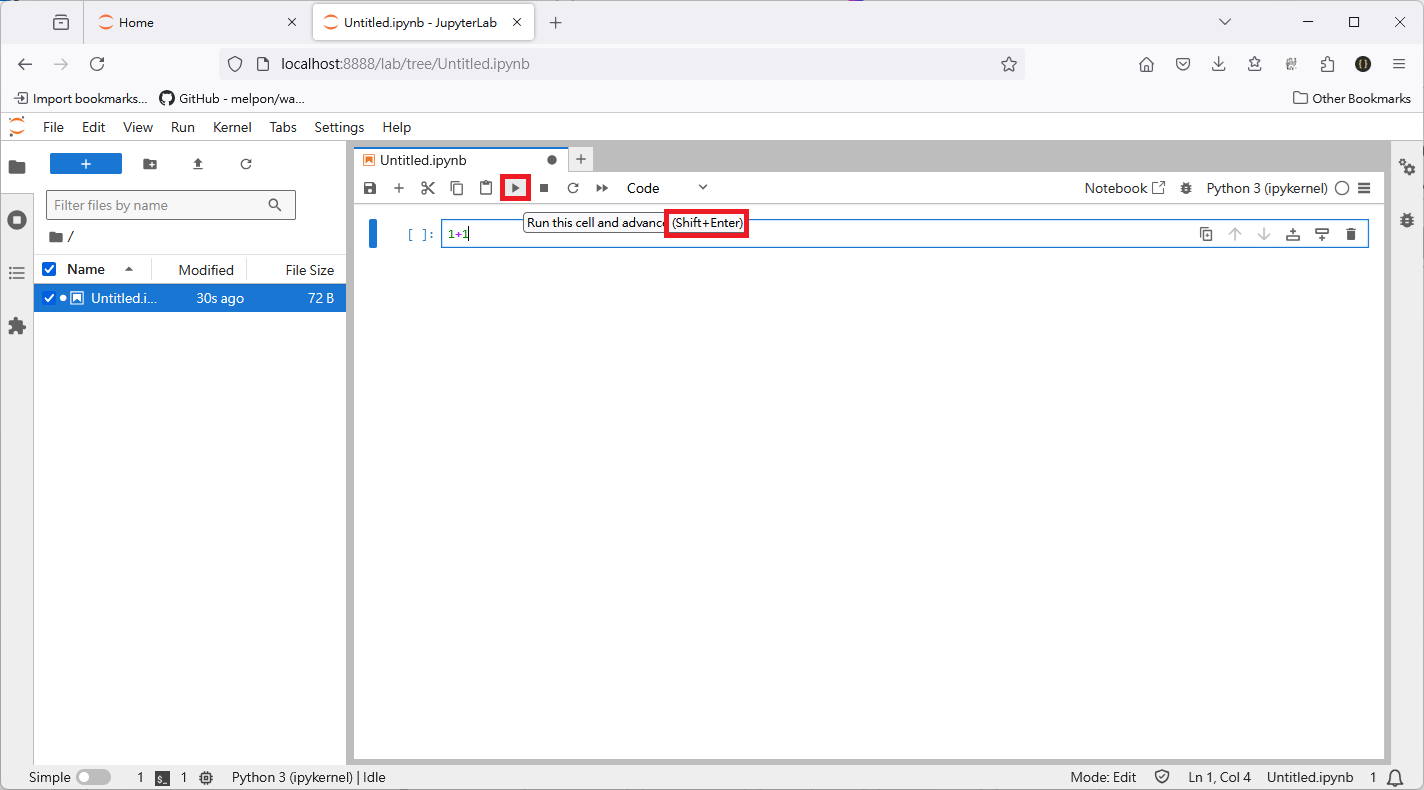 Home
Untitled.ipynb - JupyterLab
localhost:8888/lab/tree/Untitled.ipynb
Import bookmarks...
GitHub - melpon/wa...
Other Bookmarks
File Edit View Run Kernel Tabs Settings Help
Untitled.ipynb
Code
Notebook
Python 3 (ipykernel)
Filter files by name
Run this cell and advance (Shift+Enter)
/
[ ]: 1+1
Name Modified File Size
Untitled.i... 30s ago 72 B
Simple 1 $_ 1 Python 3 (ipykernel) | Idle Mode: Edit Ln 1, Col 4 Untitled.ipynb 1